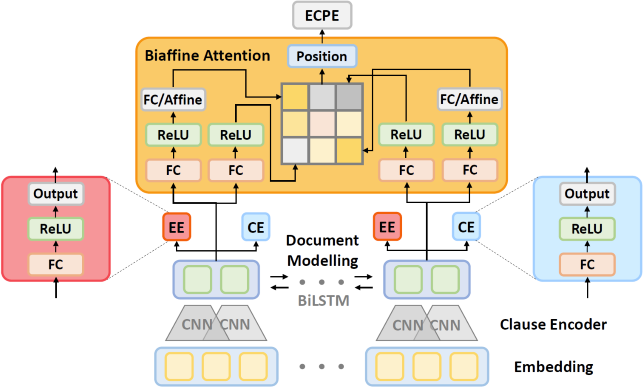 ECPE
Biaffine Attention
Position
FC/Affine
FC/Affine
ReLU
ReLU
ReLU
ReLU
FC
FC
FC
FC
Output
ReLU
FC
EE
CE
EE
CE
Output
ReLU
FC
Document
Modelling
BiLSTM
CNN
CNN
CNN
CNN
Clause Encoder
Embedding